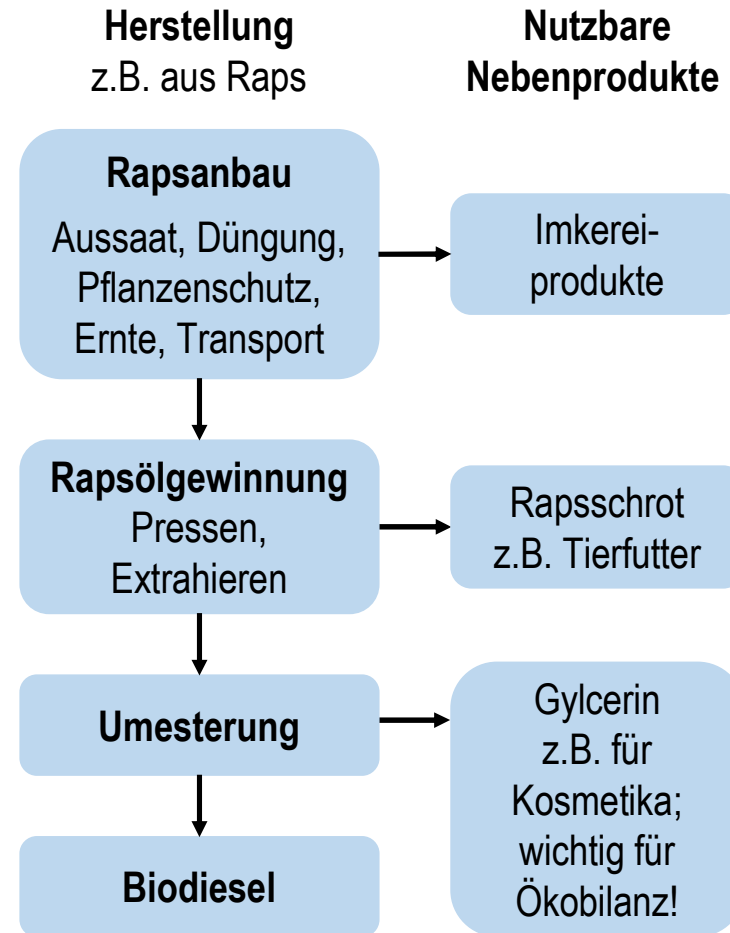 Herstellung
z.B. aus Raps
Nutzbare
Nebenprodukte
Rapsanbau
Aussaat, Düngung,
Pflanzenschutz,
Ernte, Transport
Imkerei-
produkte
Rapsölgewinnung
Pressen,
Extrahieren
Rapsschrot
z.B. Tierfutter
Umesterung
Gylcerin
z.B. für
Kosmetika;
wichtig für
Ökobilanz!
Biodiesel